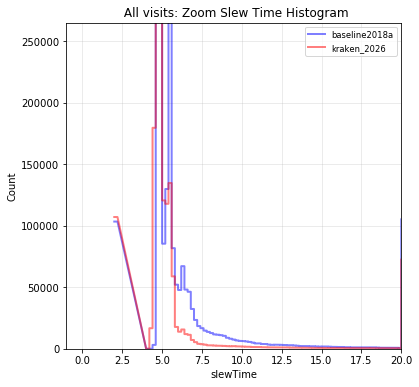 All visits: Zoom Slew Time Histogram
baseline2018a
kraken_2026
250000
200000
150000
100000
50000
0
Count
0.0 2.5 5.0 7.5 10.0 12.5 15.0 17.5 20.0
slewTime